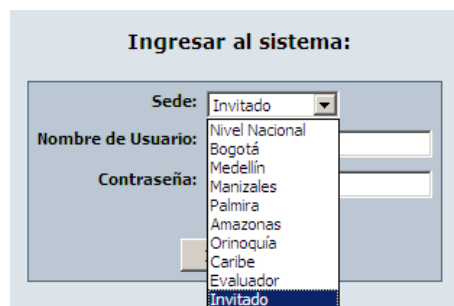 Ingresar al sistema:
Sede: Invitado
Nivel Nacional
Nombre de Usuario:
Bogotá
Medellín
Contraseña:
Manizales
Palmira
Amazonas
Orinoquía
Caribe
Evaluador
Invitado